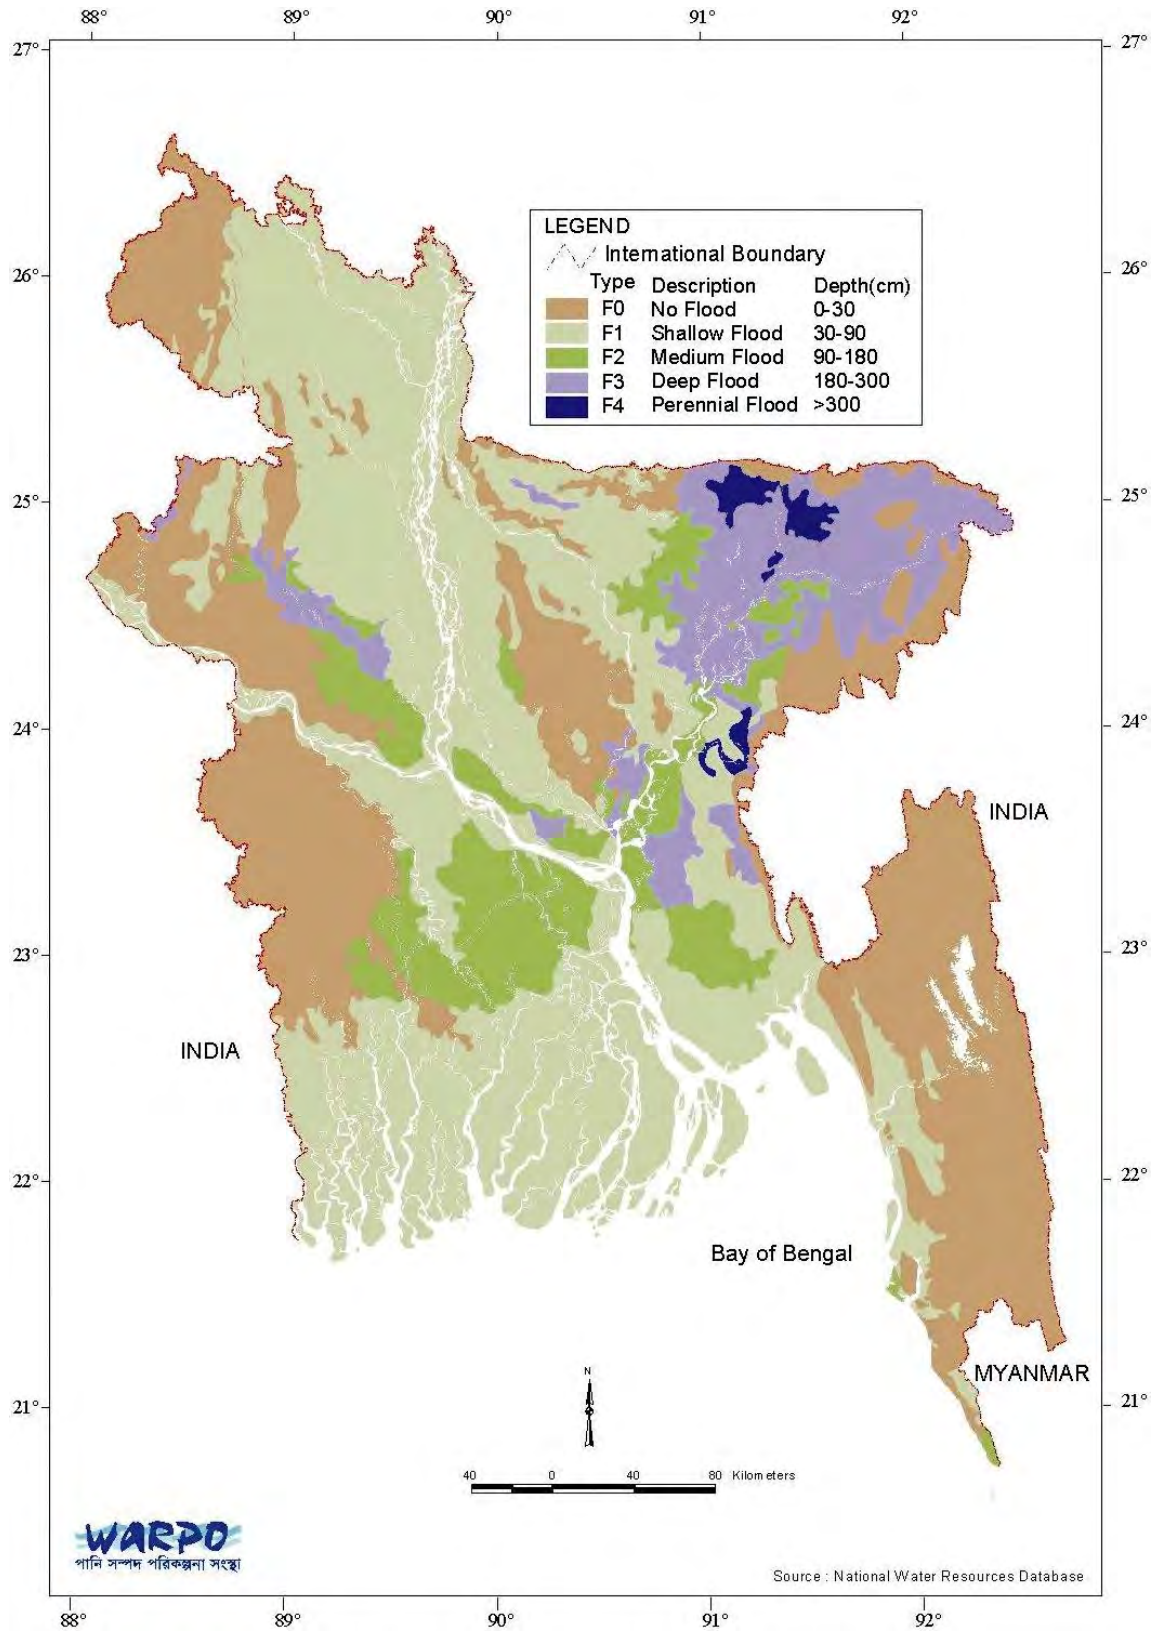 88° 89° 90° 91° 92°
27° 27°
LEGEND
International Boundary
Type Description Depth(cm)
F0 No Flood 0-30
F1 Shallow Flood 30-90
F2 Medium Flood 90-180
F3 Deep Flood 180-300
F4 Perennial Flood >300
26° 26°
25° 25°
24° 24°
INDIA
23° 23°
INDIA
22° 22°
Bay of Bengal
MYANMAR
21° 21°
N
40 0 40 80 Kilometers
WARPO
পানি সম্পদ পরিকল্পনা সংস্থা
Source : National Water Resources Database
88° 89° 90° 91° 92°